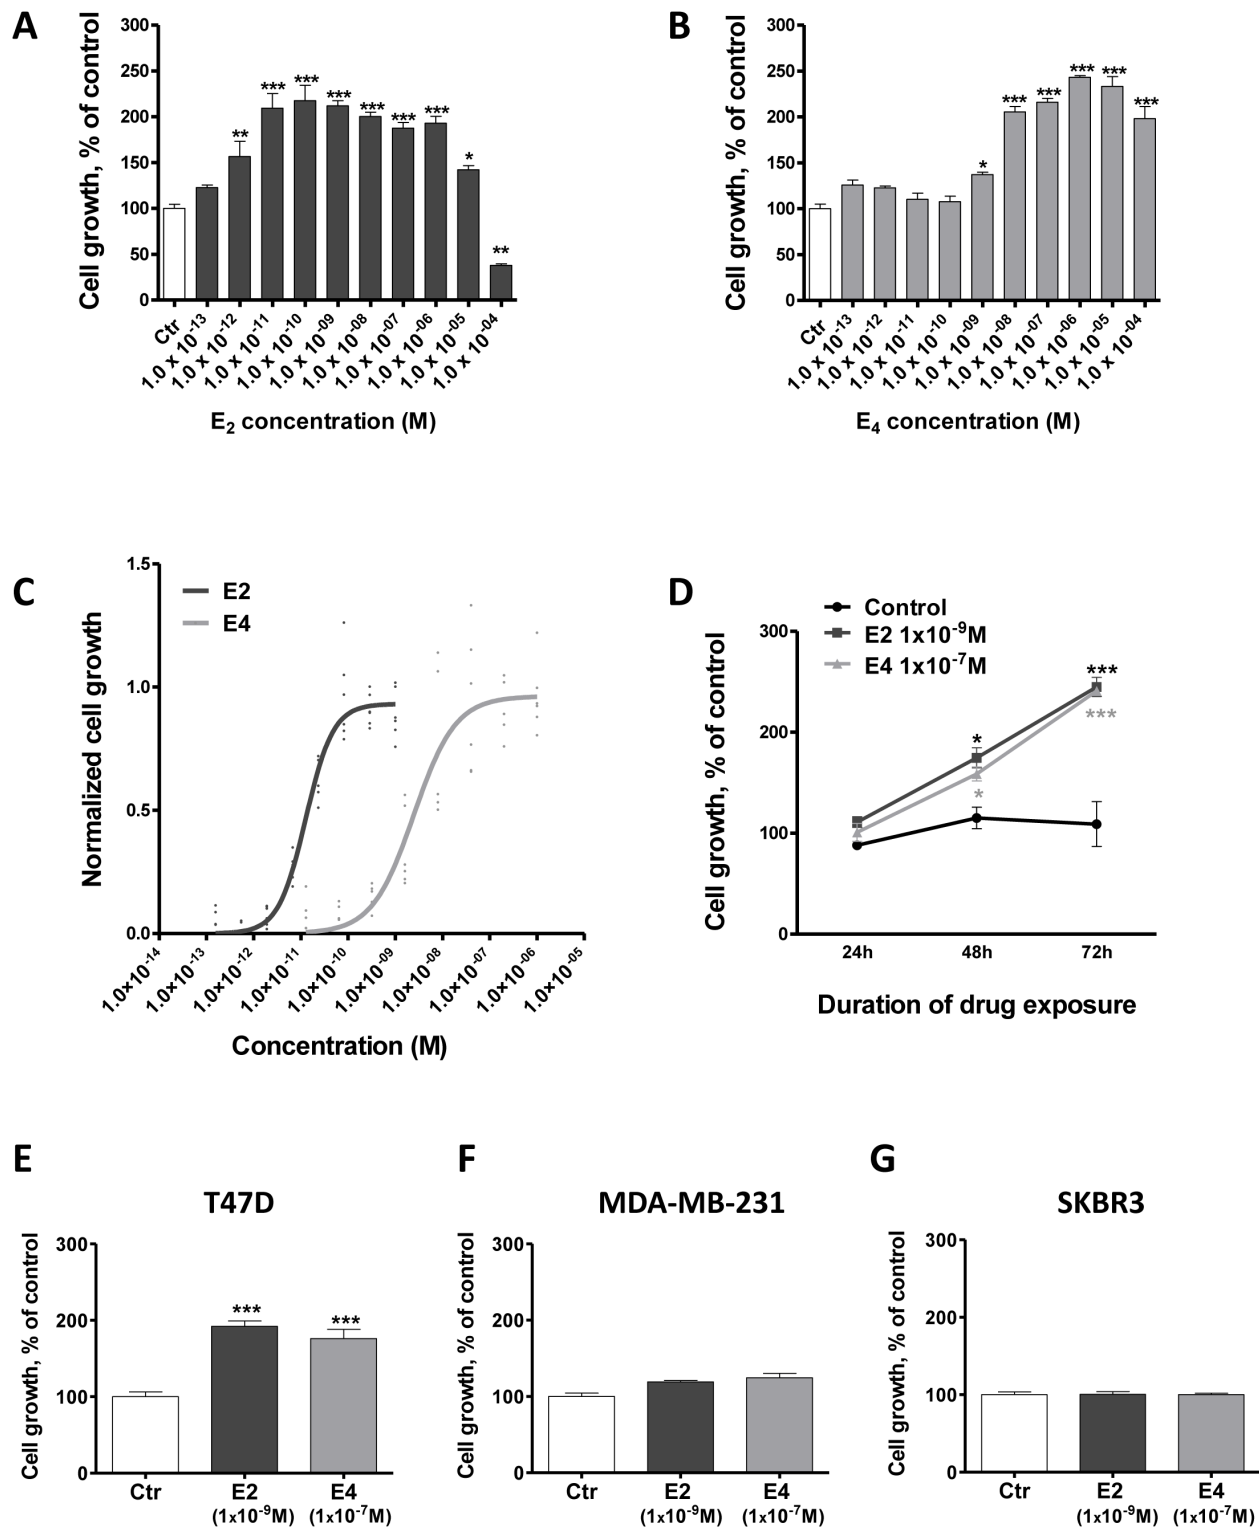 A
Cell growth, % of control
300
250
200
150
100
50
0
**
***
***
***
***
***
***
*
**
Ctr
1.0 x 10-13
1.0 x 10-12
1.0 x 10-11
1.0 x 10-10
1.0 x 10-09
1.0 x 10-08
1.0 x 10-07
1.0 x 10-06
1.0 x 10-05
1.0 x 10-04
E2 concentration (M)
B
Cell growth, % of control
300
250
200
150
100
50
0
*
***
***
***
***
***
Ctr
1.0 x 10-13
1.0 x 10-12
1.0 x 10-11
1.0 x 10-10
1.0 x 10-09
1.0 x 10-08
1.0 x 10-07
1.0 x 10-06
1.0 x 10-05
1.0 x 10-04
E4 concentration (M)
C
Normalized cell growth
1.5
1.0
0.5
0.0
E2
E4
1.0×10-14
1.0×10-13
1.0×10-12
1.0×10-11
1.0×10-10
1.0×10-09
1.0×10-08
1.0×10-07
1.0×10-06
1.0×10-05
Concentration (M)
D
Cell growth, % of control
300
200
100
0
Control
E2 1x10-9M
E4 1x10-7M
*
*
***
***
24h
48h
72h
Duration of drug exposure
E
T47D
Cell growth, % of control
300
200
100
0
***
***
Ctr
E2
(1x10-9M)
E4
(1x10-7M)
F
MDA-MB-231
Cell growth, % of control
300
200
100
0
Ctr
E2
(1x10-9M)
E4
(1x10-7M)
G
SKBR3
Cell growth, % of control
300
200
100
0
Ctr
E2
(1x10-9M)
E4
(1x10-7M)